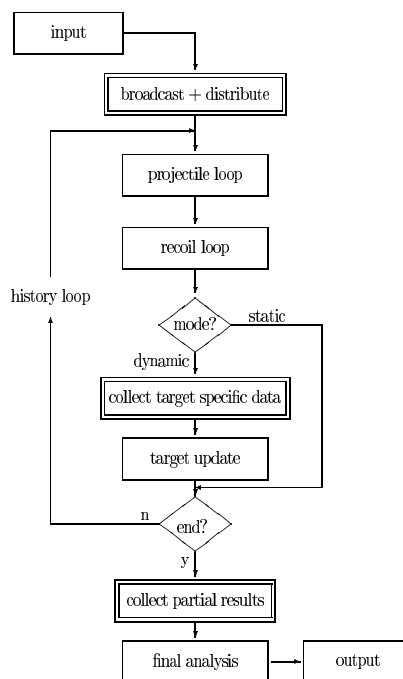 input
broadcast + distribute
projectile loop
recoil loop
history loop
mode?
static
dynamic
collect target specific data
target update
n
end?
y
collect partial results
final analysis
output